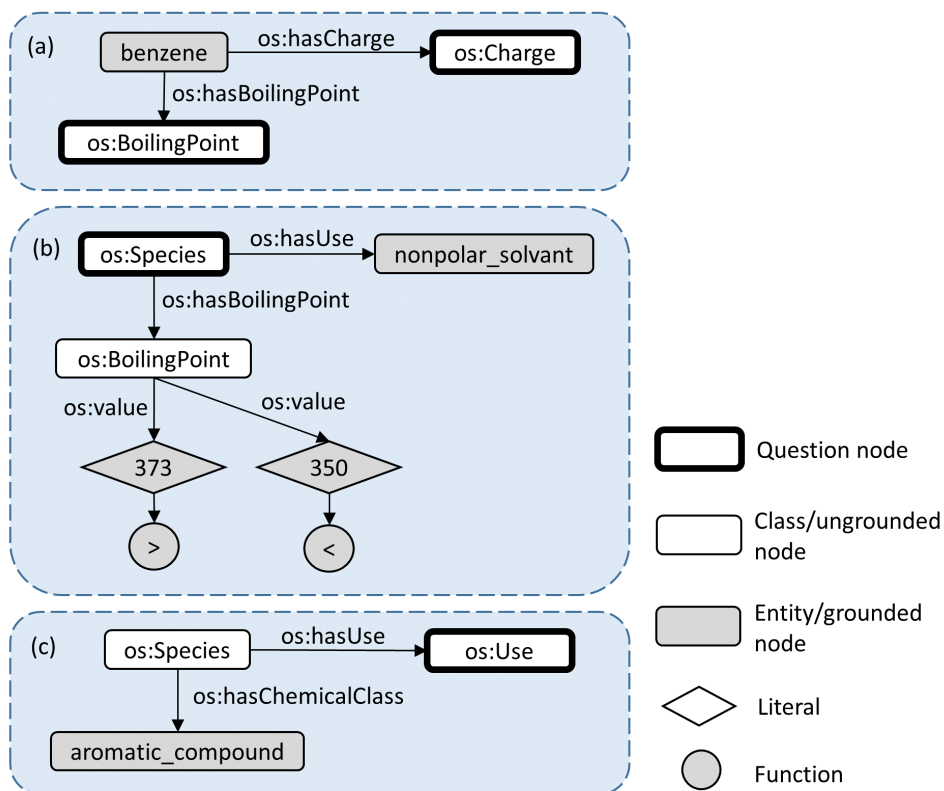 (a)
benzene
os:hasCharge
os:Charge
os:hasBoilingPoint
os:BoilingPoint
(b)
os:Species
os:hasUse
nonpolar_solvant
os:hasBoilingPoint
os:BoilingPoint
os:value
os:value
373
350
>
<
(c)
os:Species
os:hasUse
os:Use
os:hasChemicalClass
aromatic_compound
Question node
Class/ungrounded
node
Entity/grounded
node
Literal
Function